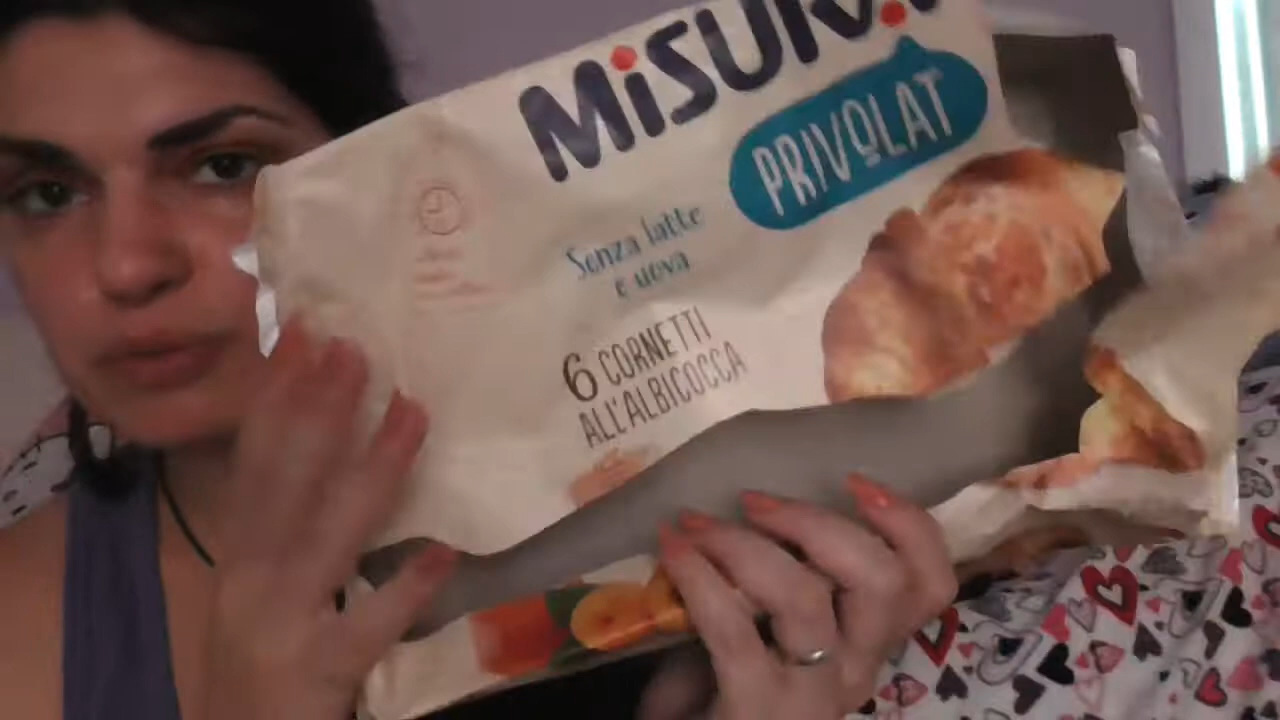 MiSURA
PRIVOLAT
Senza latte
e uova
6 CORNETTI
ALL'ALBICOCCA